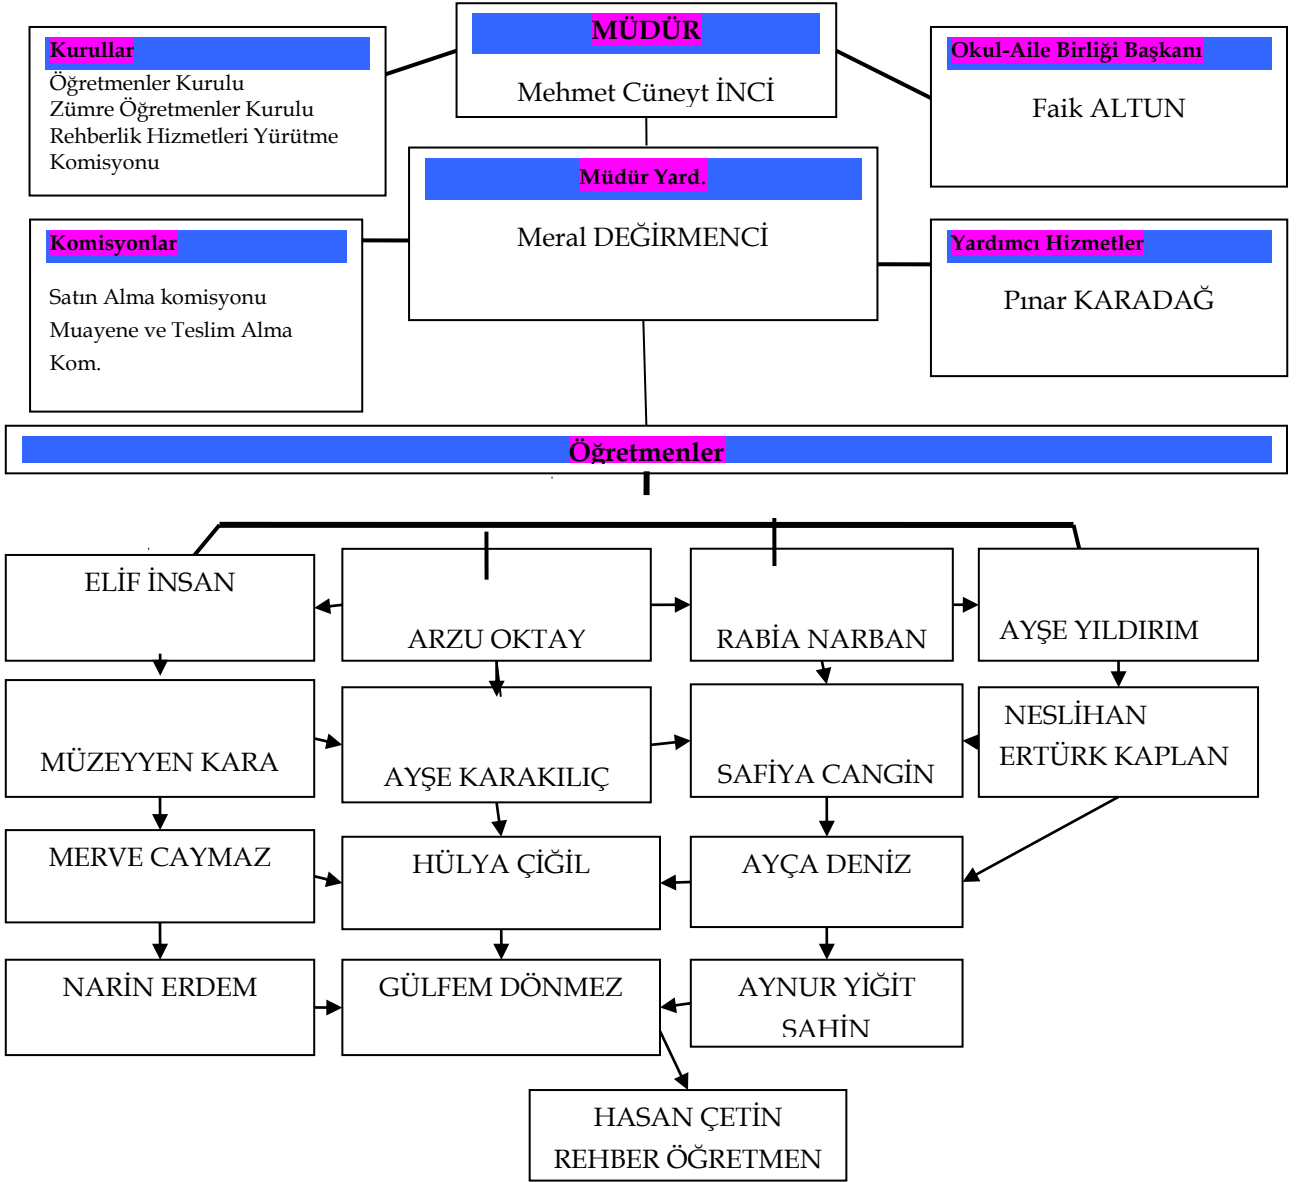 MÜDÜR
Mehmet Cüneyt İNCİ
Kurullar
Öğretmenler Kurulu
Zümre Öğretmenler Kurulu
Rehberlik Hizmetleri Yürütme
Komisyonu
Okul-Aile Birliği Başkanı
Faik ALTUN
Müdür Yard.
Meral DEĞİRMENCİ
Komisyonlar
Satın Alma komisyonu
Muayene ve Teslim Alma
Kom.
Yardımcı Hizmetler
Pınar KARADAĞ
Öğretmenler
ELİF İNSAN
ARZU OKTAY
RABİA NARBAN
AYŞE YILDIRIM
MÜZEYYEN KARA
AYŞE KARAKILIÇ
SAFİYA CANGİN
NESLİHAN
ERTÜRK KAPLAN
MERVE CAYMAZ
HÜLYA ÇİĞİL
AYÇA DENİZ
NARİN ERDEM
GÜLFEM DÖNMEZ
AYNUR YİĞİT
SAHİN
HASAN ÇETİN
REHBER ÖĞRETMEN